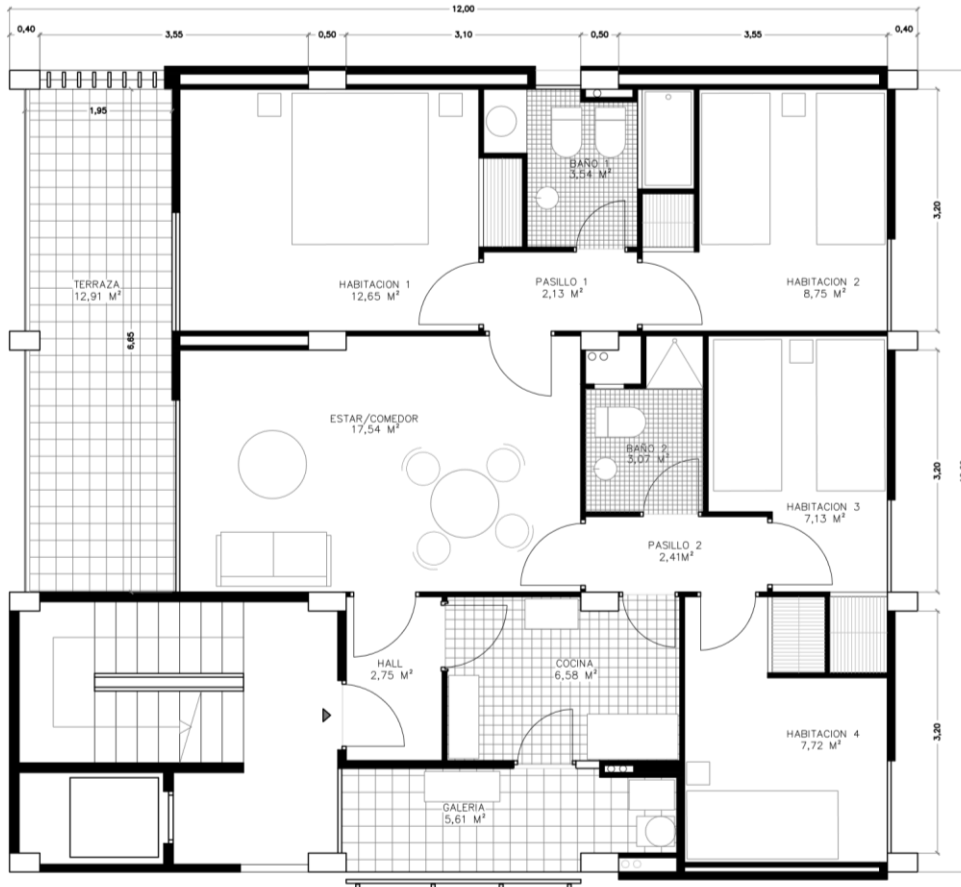 12,00
0,40
3,55
0,50
3,10
0,50
3,55
0,40
1,95
BAÑO 1
3,54 M²
3,20
TERRAZA
12,91 M²
HABITACION 1
12,65 M²
PASILLO 1
2,13 M²
HABITACION 2
8,75 M²
6,65
ESTAR/COMEDOR
17,54 M²
BAÑO 2
3,07 M²
3,20
HABITACION 3
7,13 M²
PASILLO 2
2,41M²
HALL
2,75 M²
COCINA
6,58 M²
3,20
HABITACION 4
7,72 M²
GALERIA
5,61 M²